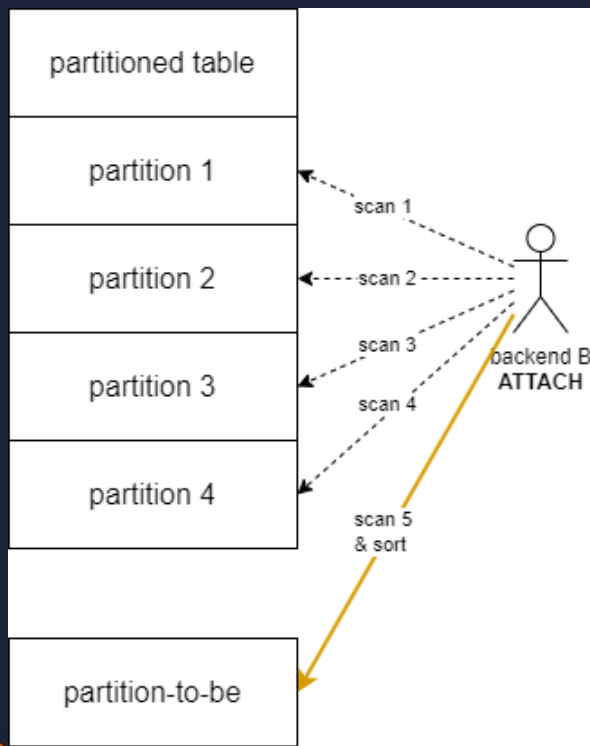 partitioned table
partition 1
partition 2
partition 3
partition 4
partition-to-be
scan 1
scan 2
scan 3
scan 4
scan 5
& sort
backend B
ATTACH